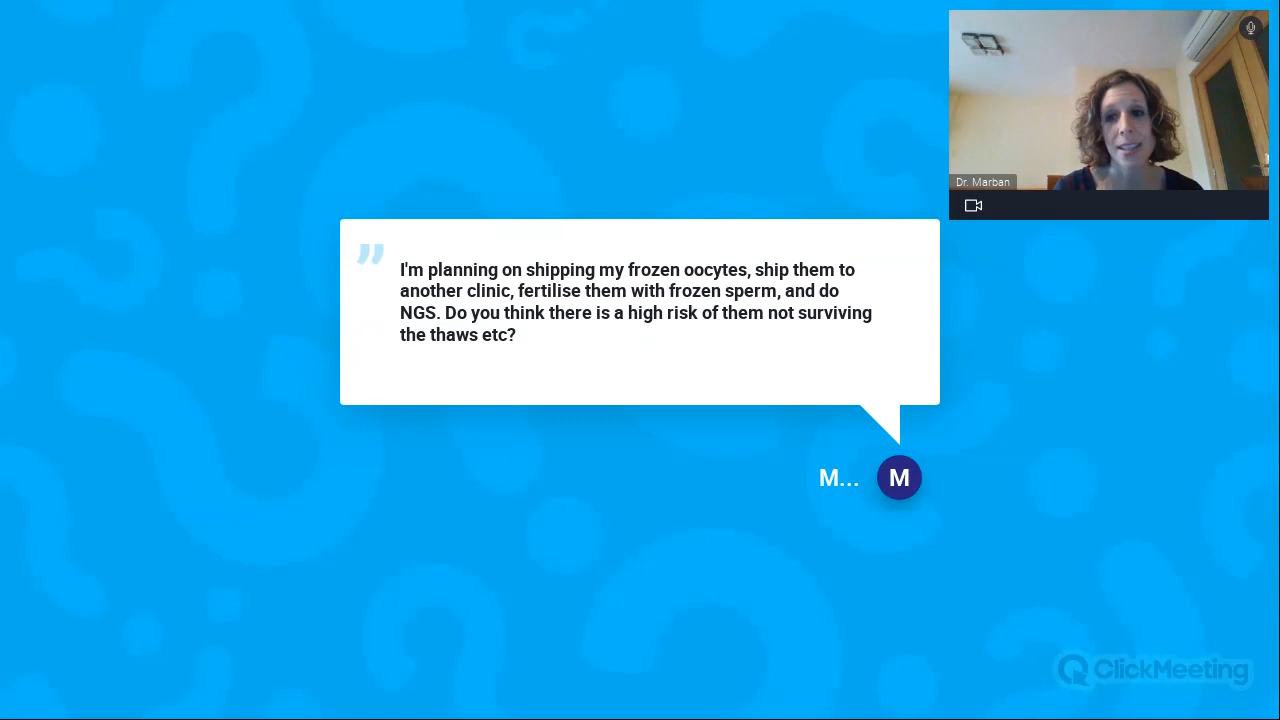 Dr. Marban
”
I'm planning on shipping my frozen oocytes, ship them to
another clinic, fertilise them with frozen sperm, and do
NGS. Do you think there is a high risk of them not surviving
the thaws etc?
M... M
ClickMeeting